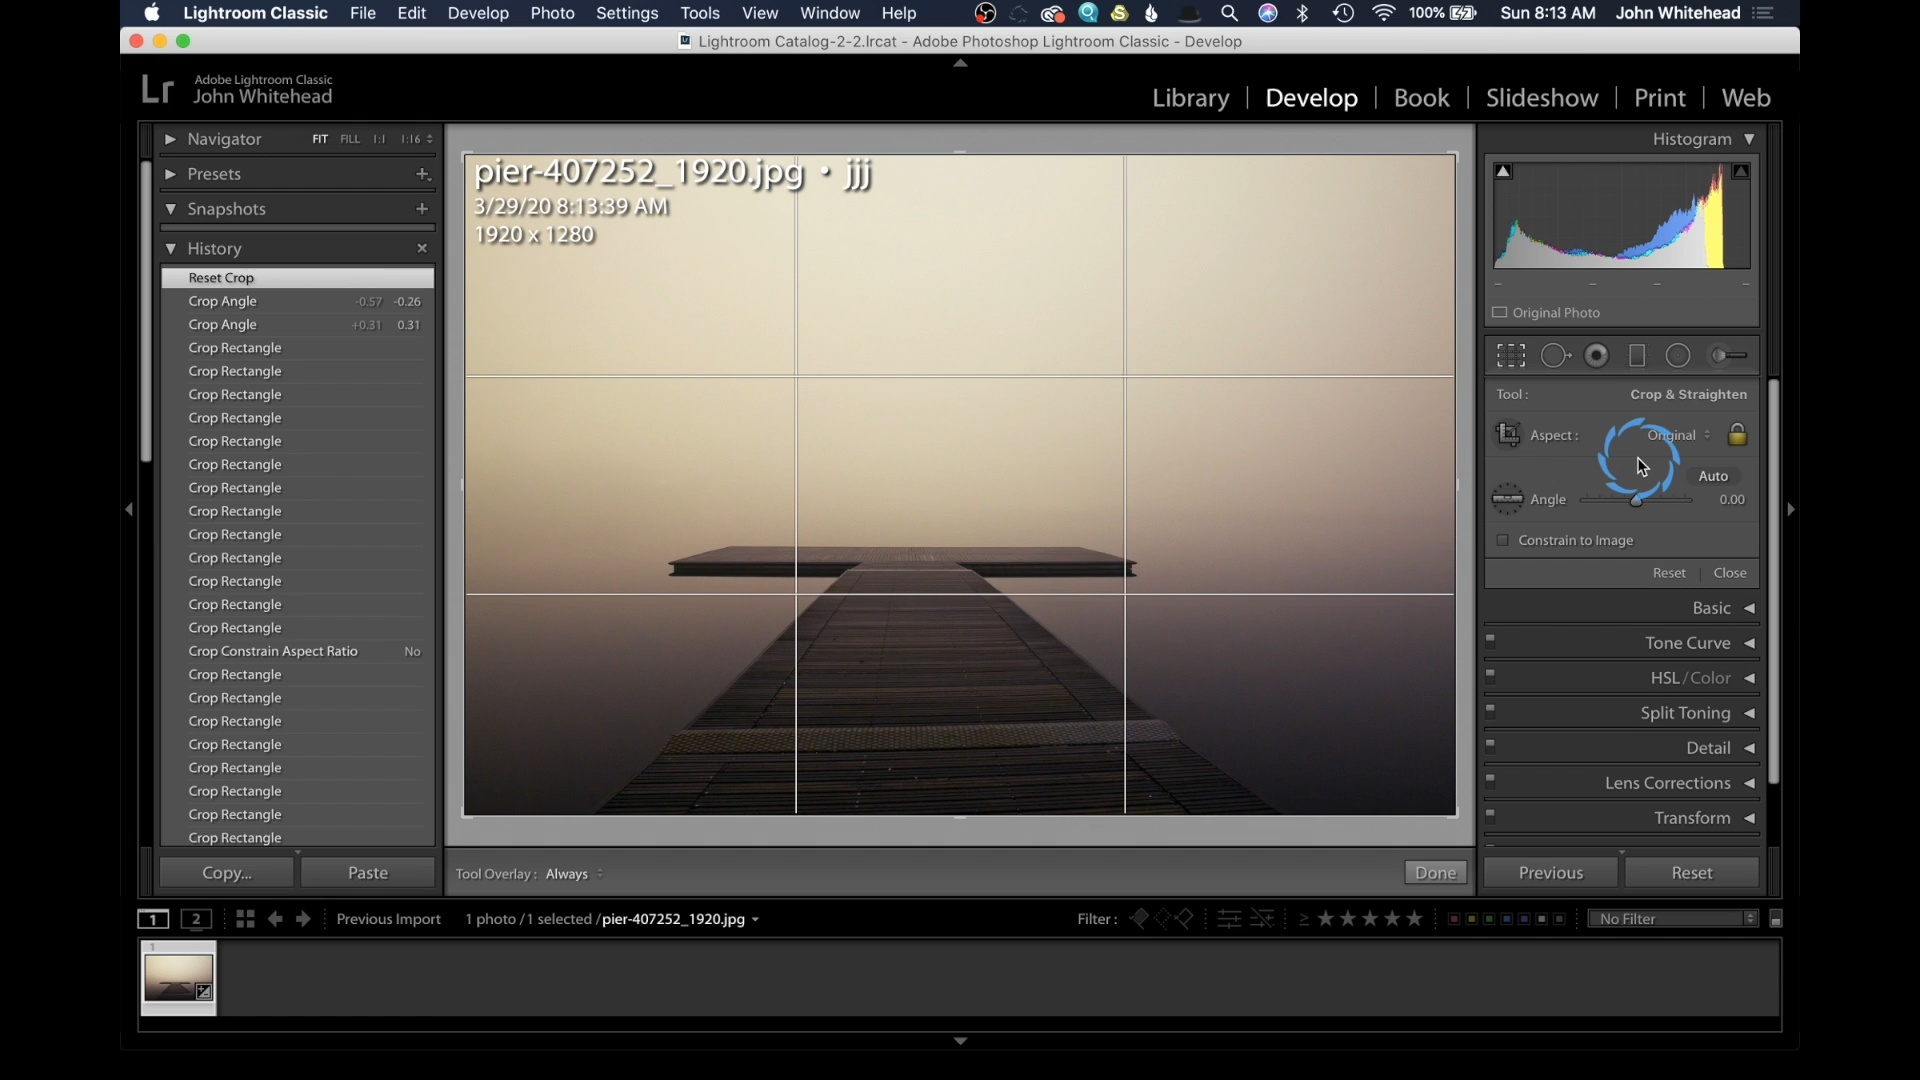 Lightroom Classic File Edit Develop Photo Settings Tools View Window Help 100% Sun 8:13 AM John Whitehead
Lightroom Catalog-2-2.lrcat - Adobe Photoshop Lightroom Classic - Develop
Lr Adobe Lightroom Classic
John Whitehead
Library | Develop | Book | Slideshow | Print | Web
Navigator FIT FILL 1:1 1:16
Presets
Snapshots
History
Reset Crop
Crop Angle -0.57 -0.26
Crop Angle +0.31 0.31
Crop Rectangle
Crop Rectangle
Crop Rectangle
Crop Rectangle
Crop Rectangle
Crop Rectangle
Crop Rectangle
Crop Rectangle
Crop Rectangle
Crop Rectangle
Crop Rectangle
Crop Rectangle
Crop Rectangle
Crop Constrain Aspect Ratio No
Crop Rectangle
Crop Rectangle
Crop Rectangle
Crop Rectangle
Crop Rectangle
Crop Rectangle
Crop Rectangle
Crop Rectangle
Copy... Paste
pier-407252_1920.jpg • jjj
3/29/20 8:13:39 AM
1920 x 1280
Tool Overlay : Always Done
Histogram
Original Photo
Tool : Crop & Straighten
Aspect : Original
Auto
Angle 0.00
Constrain to Image
Reset Close
Basic
Tone Curve
HSL / Color
Split Toning
Detail
Lens Corrections
Transform
Previous Reset
1 2 Previous Import 1 photo / 1 selected / pier-407252_1920.jpg Filter : ≥ ★★★★★ No Filter
1